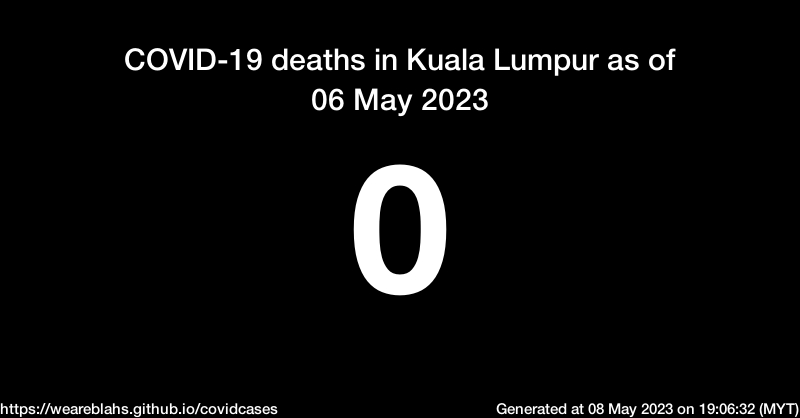 COVID-19 deaths in Kuala Lumpur as of
06 May 2023
0
https://weareblahs.github.io/covidcases
Generated at 08 May 2023 on 19:06:32 (MYT)